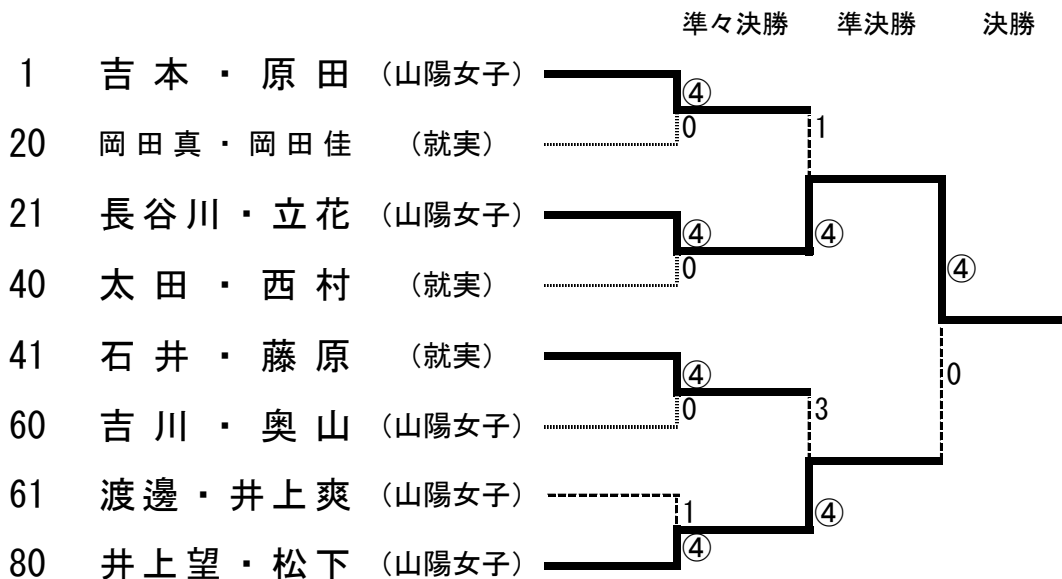 準々決勝 準決勝 決勝
1 吉本・原田 (山陽女子)
④
0
1
20 岡田真・岡田佳 (就実)
21 長谷川・立花 (山陽女子)
④
④
0
④
40 太田・西村 (就実)
41 石井・藤原 (就実)
④
0
0
3
60 吉川・奥山 (山陽女子)
61 渡邊・井上爽 (山陽女子)
1
④
④
80 井上望・松下 (山陽女子)